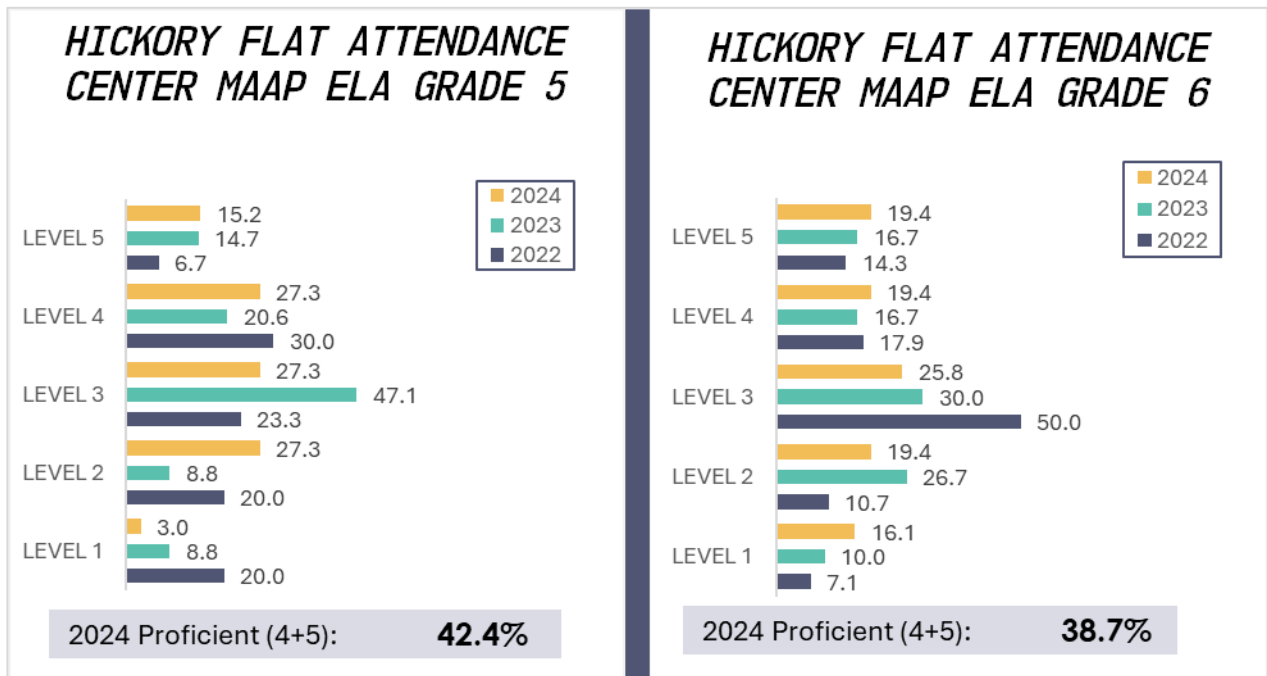 HICKORY FLAT ATTENDANCE
CENTER MAAP ELA GRADE 5
2024
2023
2022
LEVEL 5
15.2
14.7
6.7
LEVEL 4
27.3
20.6
30.0
LEVEL 3
27.3
47.1
23.3
LEVEL 2
27.3
8.8
20.0
LEVEL 1
3.0
8.8
20.0
2024 Proficient (4+5): 42.4%
HICKORY FLAT ATTENDANCE
CENTER MAAP ELA GRADE 6
2024
2023
2022
LEVEL 5
19.4
16.7
14.3
LEVEL 4
19.4
16.7
17.9
LEVEL 3
25.8
30.0
50.0
LEVEL 2
19.4
26.7
10.7
LEVEL 1
16.1
10.0
7.1
2024 Proficient (4+5): 38.7%